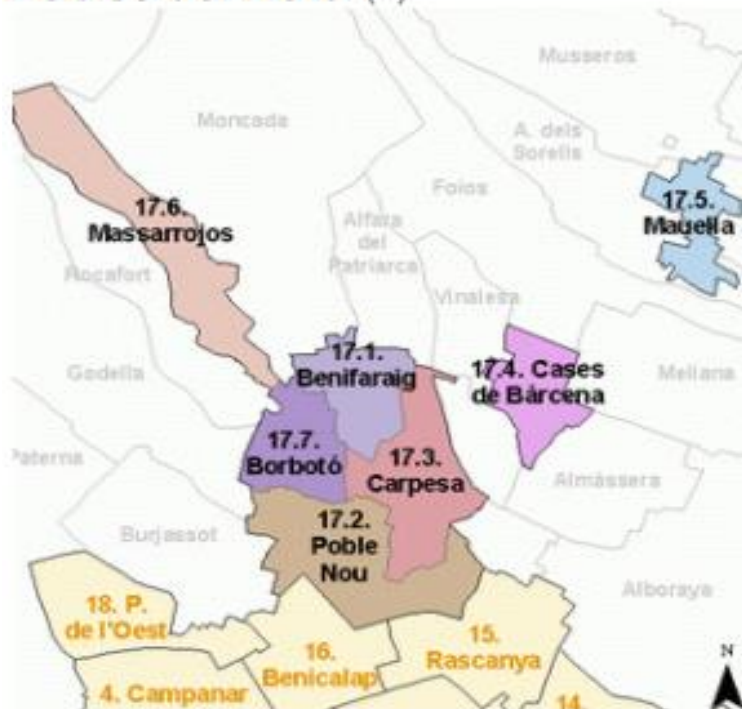 Musseros
Moncada
A. dels
Sorells
Foios
17.5.
Mauella
17.6.
Massarrojos
Alfara
del
Patriarca
Rocafort
Vinalesa
17.1.
Benifaraig
17.4. Cases
de Bàrcena
Godella
Meliana
17.7.
Borbotó
17.3.
Carpesa
Paterna
Almàssera
17.2.
Poble
Nou
Burjassot
Alboraya
18. P.
de l'Oest
16.
Benicalap
15.
Rascanya
4. Campanar
14.
N